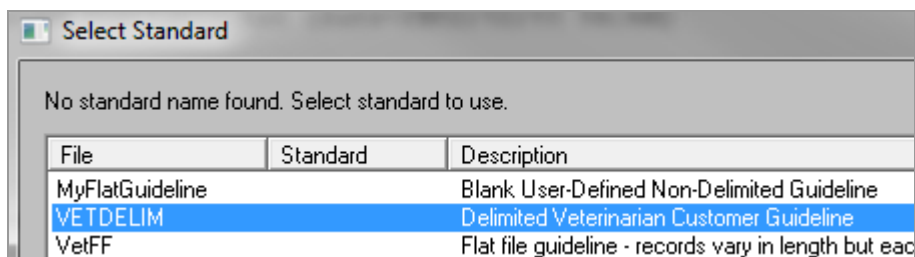 Select Standard
No standard name found. Select standard to use.
File Standard Description
MyFlatGuideline Blank User-Defined Non-Delimited Guideline
VETDELIM Delimited Veterinarian Customer Guideline
VetFF Flat file guideline - records vary in length but eac